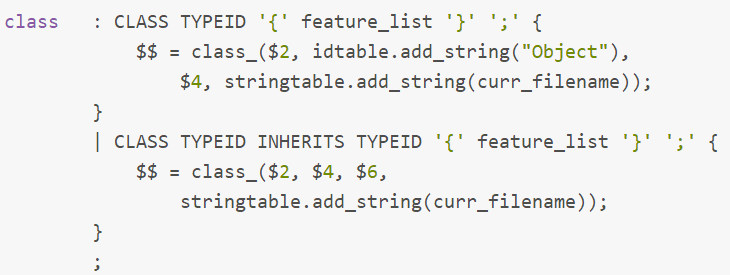 class   : CLASS TYPEID '{' feature_list '}' ';' {
            $$ = class_($2, idtable.add_string("Object"),
                $4, stringtable.add_string(curr_filename));
        }
        | CLASS TYPEID INHERITS TYPEID '{' feature_list '}' ';' {
            $$ = class_($2, $4, $6,
                stringtable.add_string(curr_filename));
        }
        ;